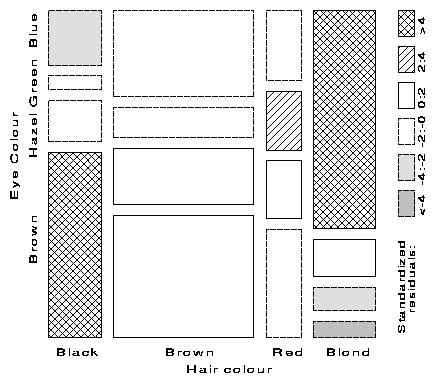 Eye Colour
Brown Hazel Green Blue
Black Brown Red Blond
Hair colour
Standardized
residuals:
<-4 -4:-2 -2:-0 0:2 2:4 >4